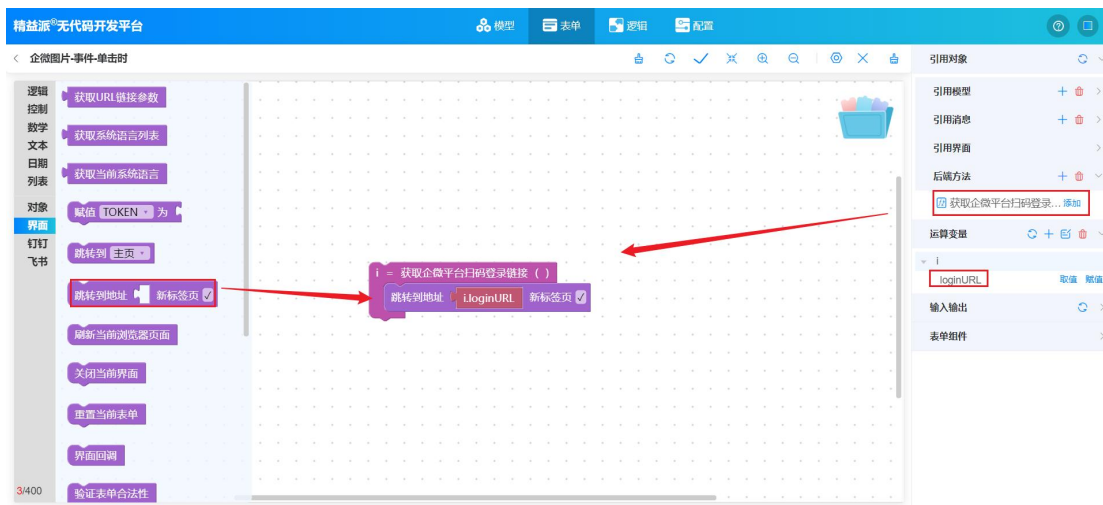 精益派®无代码开发平台
模型
表单
逻辑
配置
企微图片-事件-单击时
引用对象
逻辑
控制
数学
文本
日期
列表
对象
界面
钉钉
飞书
3/400
获取URL链接参数
获取系统语言列表
获取当前系统语言
赋值 TOKEN 为
跳转到 主页
跳转到地址 新标签页
刷新当前浏览器页面
关闭当前界面
重置当前表单
界面回调
验证表单合法性
i = 获取企微平台扫码登录链接 ( )
跳转到地址 i.loginURL 新标签页
引用模型
引用消息
引用界面
后端方法
获取企微平台扫码登录... 添加
运算变量
i
loginURL 取值 赋值
输入输出
表单组件